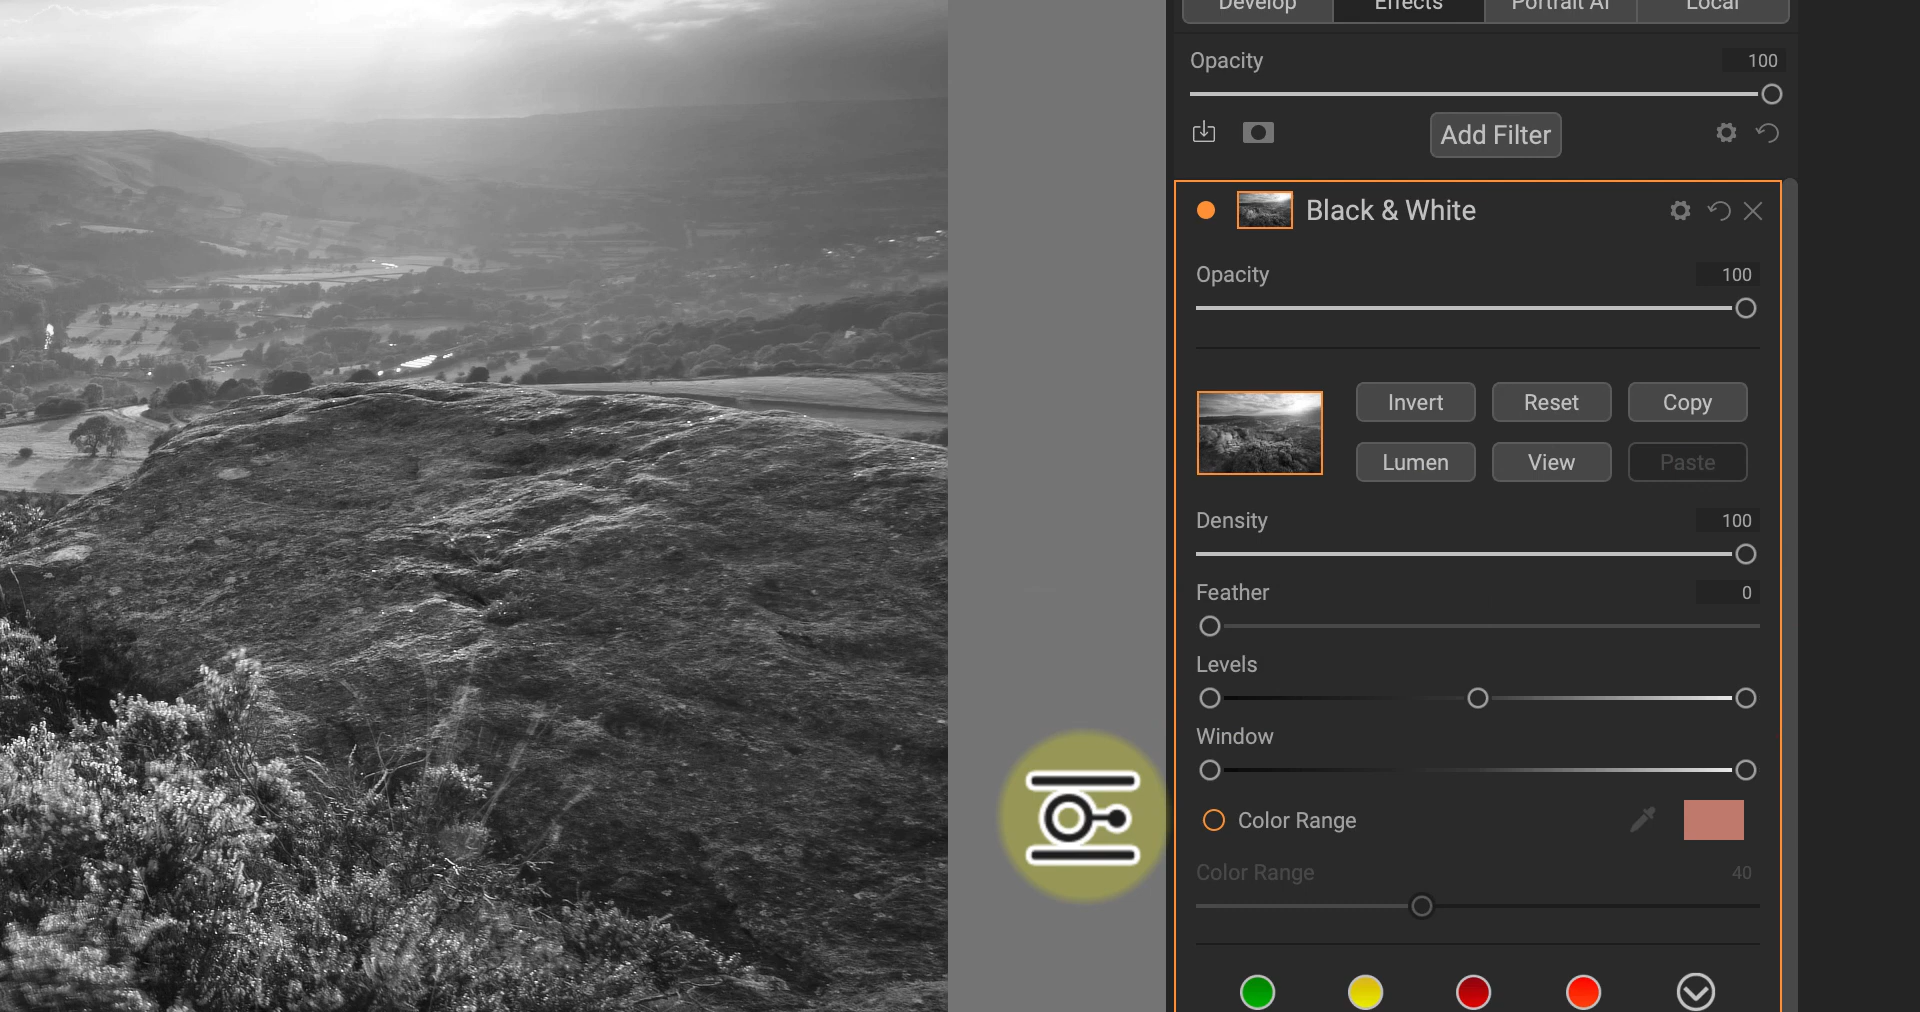 Develop Effects Portrait AI Local
Opacity 100
Add Filter
Black & White
Opacity 100
Invert Reset Copy
Lumen View Paste
Density 100
Feather 0
Levels
Window
Color Range
Color Range 40